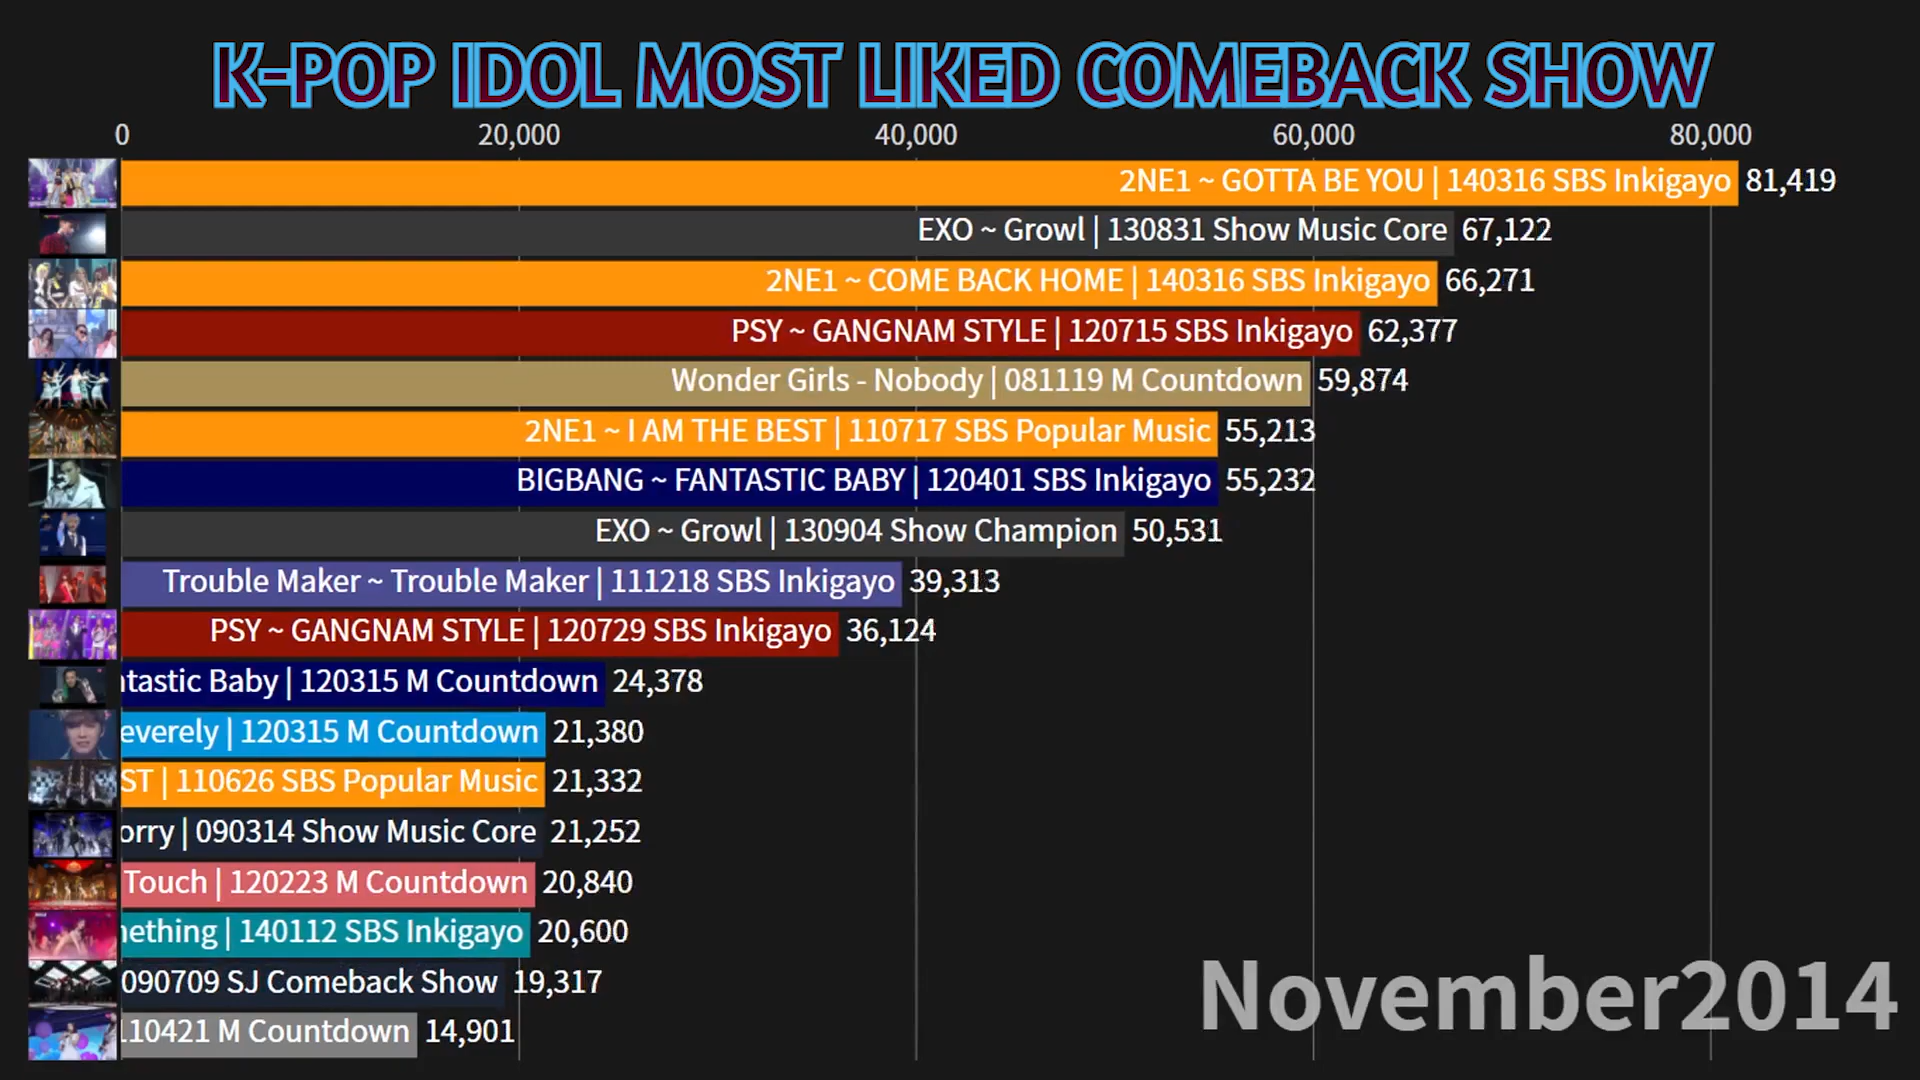 K-POP IDOL MOST LIKED COMEBACK SHOW
0 20,000 40,000 60,000 80,000
2NE1 ~ GOTTA BE YOU | 140316 SBS Inkigayo 81,419
EXO ~ Growl | 130831 Show Music Core 67,122
2NE1 ~ COME BACK HOME | 140316 SBS Inkigayo 66,271
PSY ~ GANGNAM STYLE | 120715 SBS Inkigayo 62,377
Wonder Girls - Nobody | 081119 M Countdown 59,874
2NE1 ~ I AM THE BEST | 110717 SBS Popular Music 55,213
BIGBANG ~ FANTASTIC BABY | 120401 SBS Inkigayo 55,232
EXO ~ Growl | 130904 Show Champion 50,531
Trouble Maker ~ Trouble Maker | 111218 SBS Inkigayo 39,313
PSY ~ GANGNAM STYLE | 120729 SBS Inkigayo 36,124
ntastic Baby | 120315 M Countdown 24,378
everely | 120315 M Countdown 21,380
ST | 110626 SBS Popular Music 21,332
orry | 090314 Show Music Core 21,252
Touch | 120223 M Countdown 20,840
nething | 140112 SBS Inkigayo 20,600
090709 SJ Comeback Show 19,317
110421 M Countdown 14,901
November2014